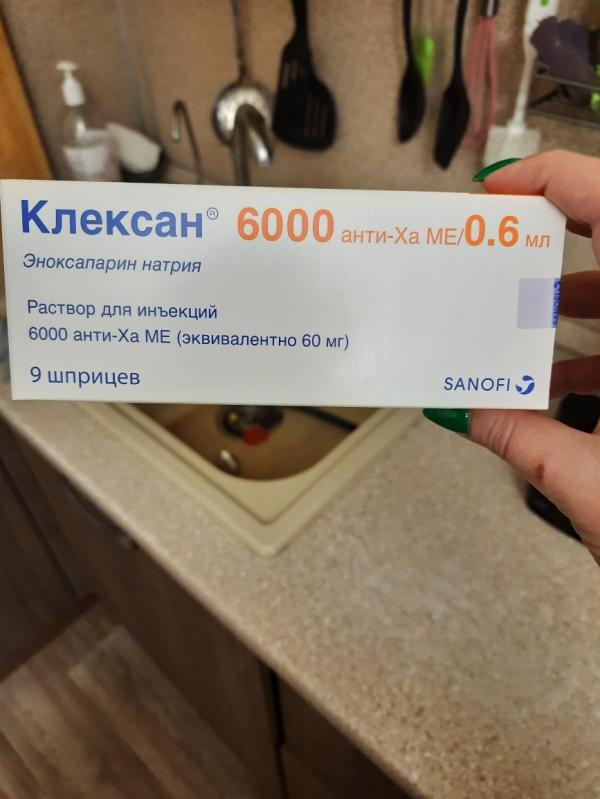 Клексан® 6000 анти-Ха МЕ/0.6 мл
Эноксапарин натрия
Раствор для инъекций
6000 анти-Ха МЕ (эквивалентно 60 мг)
9 шприцев
SANOFI